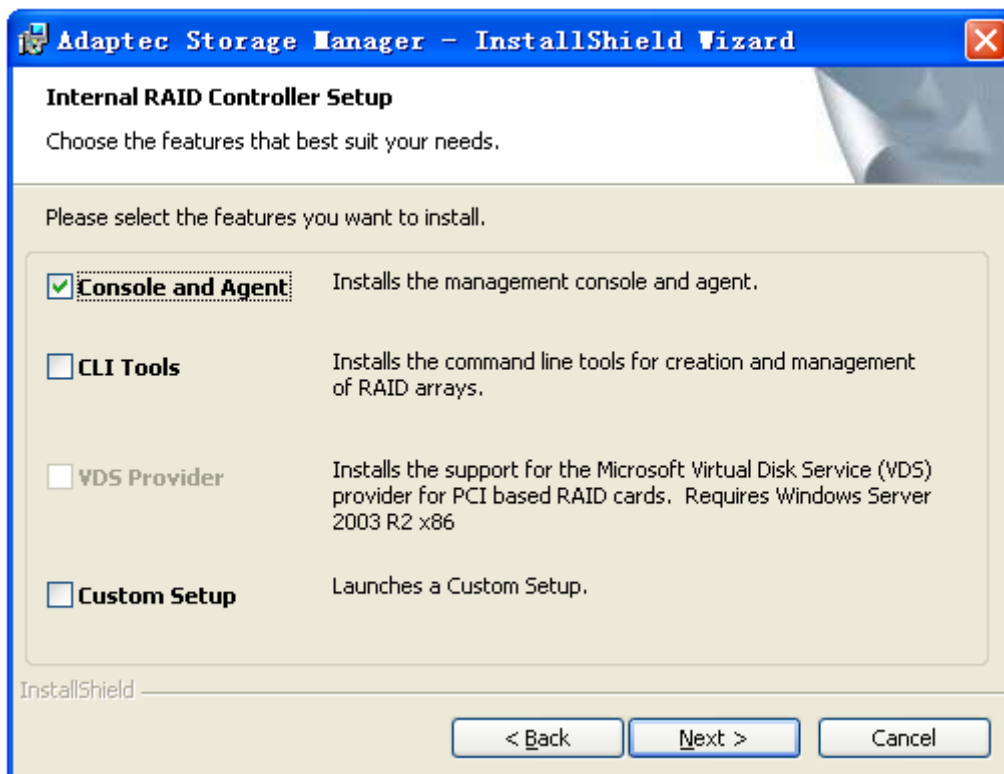 Adaptec Storage Manager - InstallShield Wizard
Internal RAID Controller Setup
Choose the features that best suit your needs.
Please select the features you want to install.
Console and Agent
Installs the management console and agent.
CLI Tools
Installs the command line tools for creation and management
of RAID arrays.
VDS Provider
Installs the support for the Microsoft Virtual Disk Service (VDS)
provider for PCI based RAID cards.  Requires Windows Server
2003 R2 x86
Custom Setup
Launches a Custom Setup.
InstallShield
< Back
Next >
Cancel